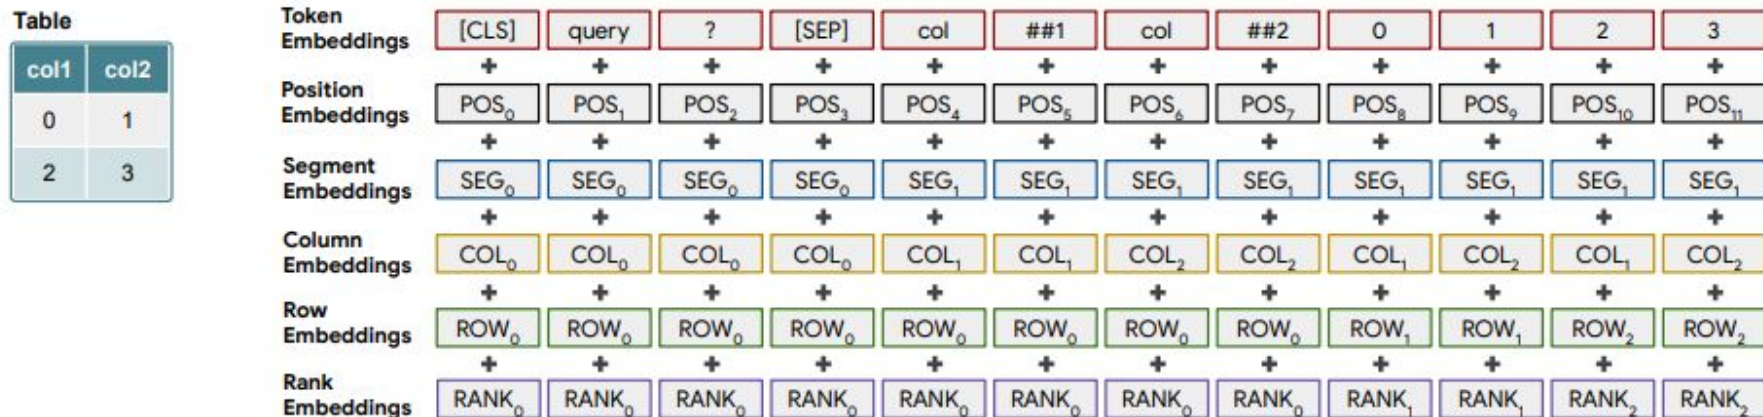 Table
col1 col2
0 1
2 3
Token Embeddings [CLS] query ? [SEP] col ##1 col ##2 0 1 2 3
+ + + + + + + + + + + +
Position Embeddings POS₀ POS₁ POS₂ POS₃ POS₄ POS₅ POS₆ POS₇ POS₈ POS₉ POS₁₀ POS₁₁
+ + + + + + + + + + + +
Segment Embeddings SEG₀ SEG₀ SEG₀ SEG₀ SEG₁ SEG₁ SEG₁ SEG₁ SEG₁ SEG₁ SEG₁ SEG₁
+ + + + + + + + + + + +
Column Embeddings COL₀ COL₀ COL₀ COL₀ COL₁ COL₁ COL₂ COL₂ COL₁ COL₂ COL₁ COL₂
+ + + + + + + + + + + +
Row Embeddings ROW₀ ROW₀ ROW₀ ROW₀ ROW₀ ROW₀ ROW₀ ROW₀ ROW₁ ROW₁ ROW₂ ROW₂
+ + + + + + + + + + + +
Rank Embeddings RANK₀ RANK₀ RANK₀ RANK₀ RANK₀ RANK₀ RANK₀ RANK₀ RANK₁ RANK₁ RANK₂ RANK₂